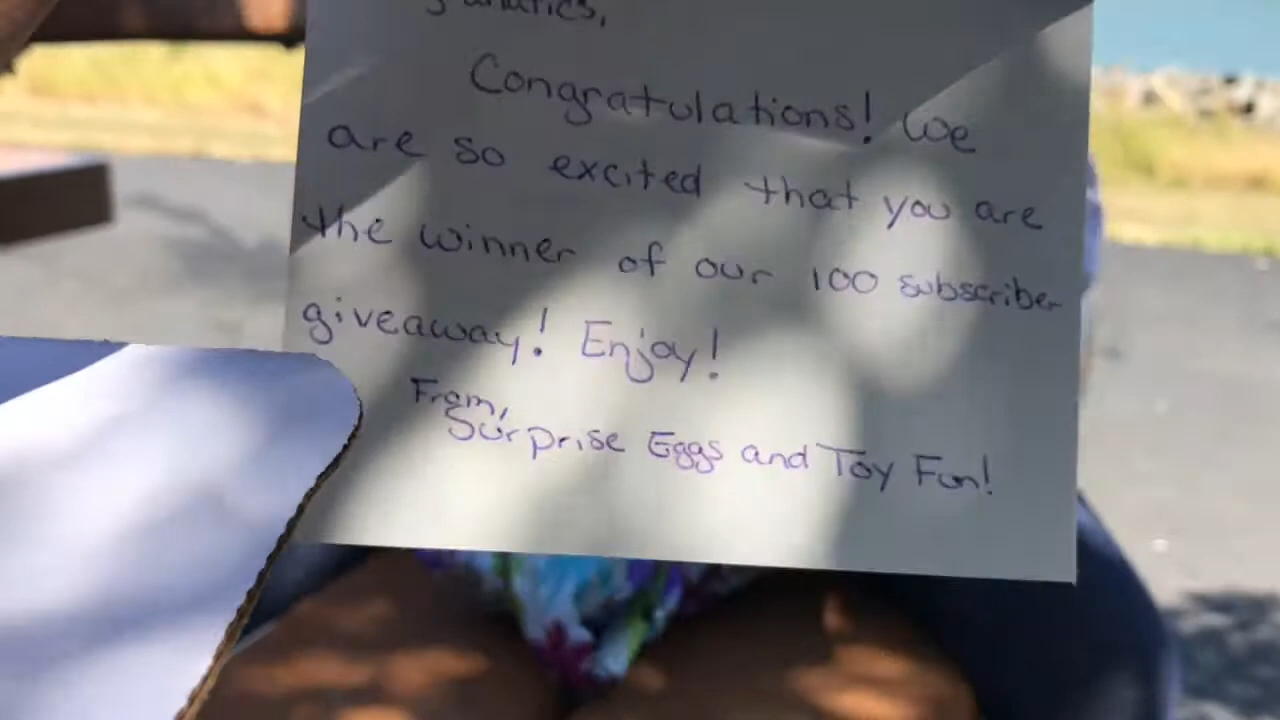 Congratulations! We
are so excited that you are
the winner of our 100 subscriber
giveaway! Enjoy!
From,
Surprise Eggs and Toy Fun!